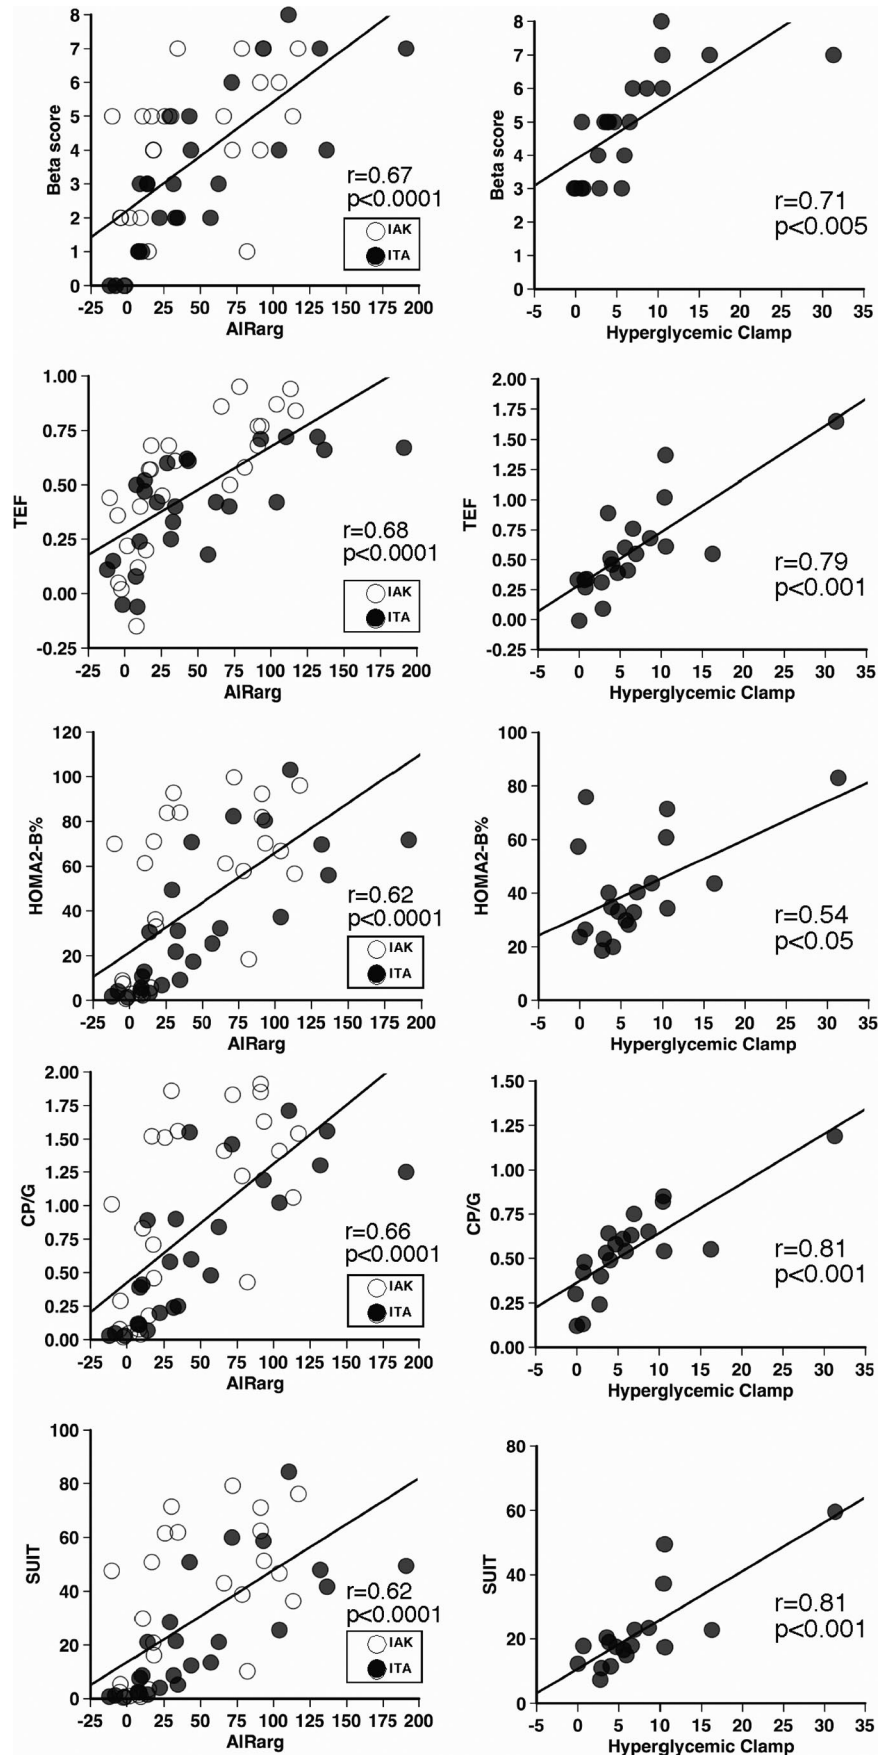 8
7
6
5
4
3
2
1
0
Beta score
r=0.67
p<0.0001
IAK
ITA
-25 0 25 50 75 100 125 150 175 200
AIRarg
8
7
6
5
4
3
2
1
0
Beta score
r=0.71
p<0.005
-5 0 5 10 15 20 25 30 35
Hyperglycemic Clamp
1.00
0.75
0.50
0.25
0.00
-0.25
TEF
r=0.68
p<0.0001
IAK
ITA
-25 0 25 50 75 100 125 150 175 200
AIRarg
2.00
1.75
1.50
1.25
1.00
0.75
0.50
0.25
0.00
-0.25
TEF
r=0.79
p<0.001
-5 0 5 10 15 20 25 30 35
Hyperglycemic Clamp
120
100
80
60
40
20
0
HOMA2-B%
r=0.62
p<0.0001
IAK
ITA
-25 0 25 50 75 100 125 150 175 200
AIRarg
100
80
60
40
20
0
HOMA2-B%
r=0.54
p<0.05
-5 0 5 10 15 20 25 30 35
Hyperglycemic Clamp
2.00
1.75
1.50
1.25
1.00
0.75
0.50
0.25
0.00
CP/G
r=0.66
p<0.0001
IAK
ITA
-25 0 25 50 75 100 125 150 175 200
AIRarg
1.50
1.25
1.00
0.75
0.50
0.25
0.00
CP/G
r=0.81
p<0.001
-5 0 5 10 15 20 25 30 35
Hyperglycemic Clamp
100
80
60
40
20
0
SUIT
r=0.62
p<0.0001
IAK
ITA
-25 0 25 50 75 100 125 150 175 200
AIRarg
80
60
40
20
0
SUIT
r=0.81
p<0.001
-5 0 5 10 15 20 25 30 35
Hyperglycemic Clamp